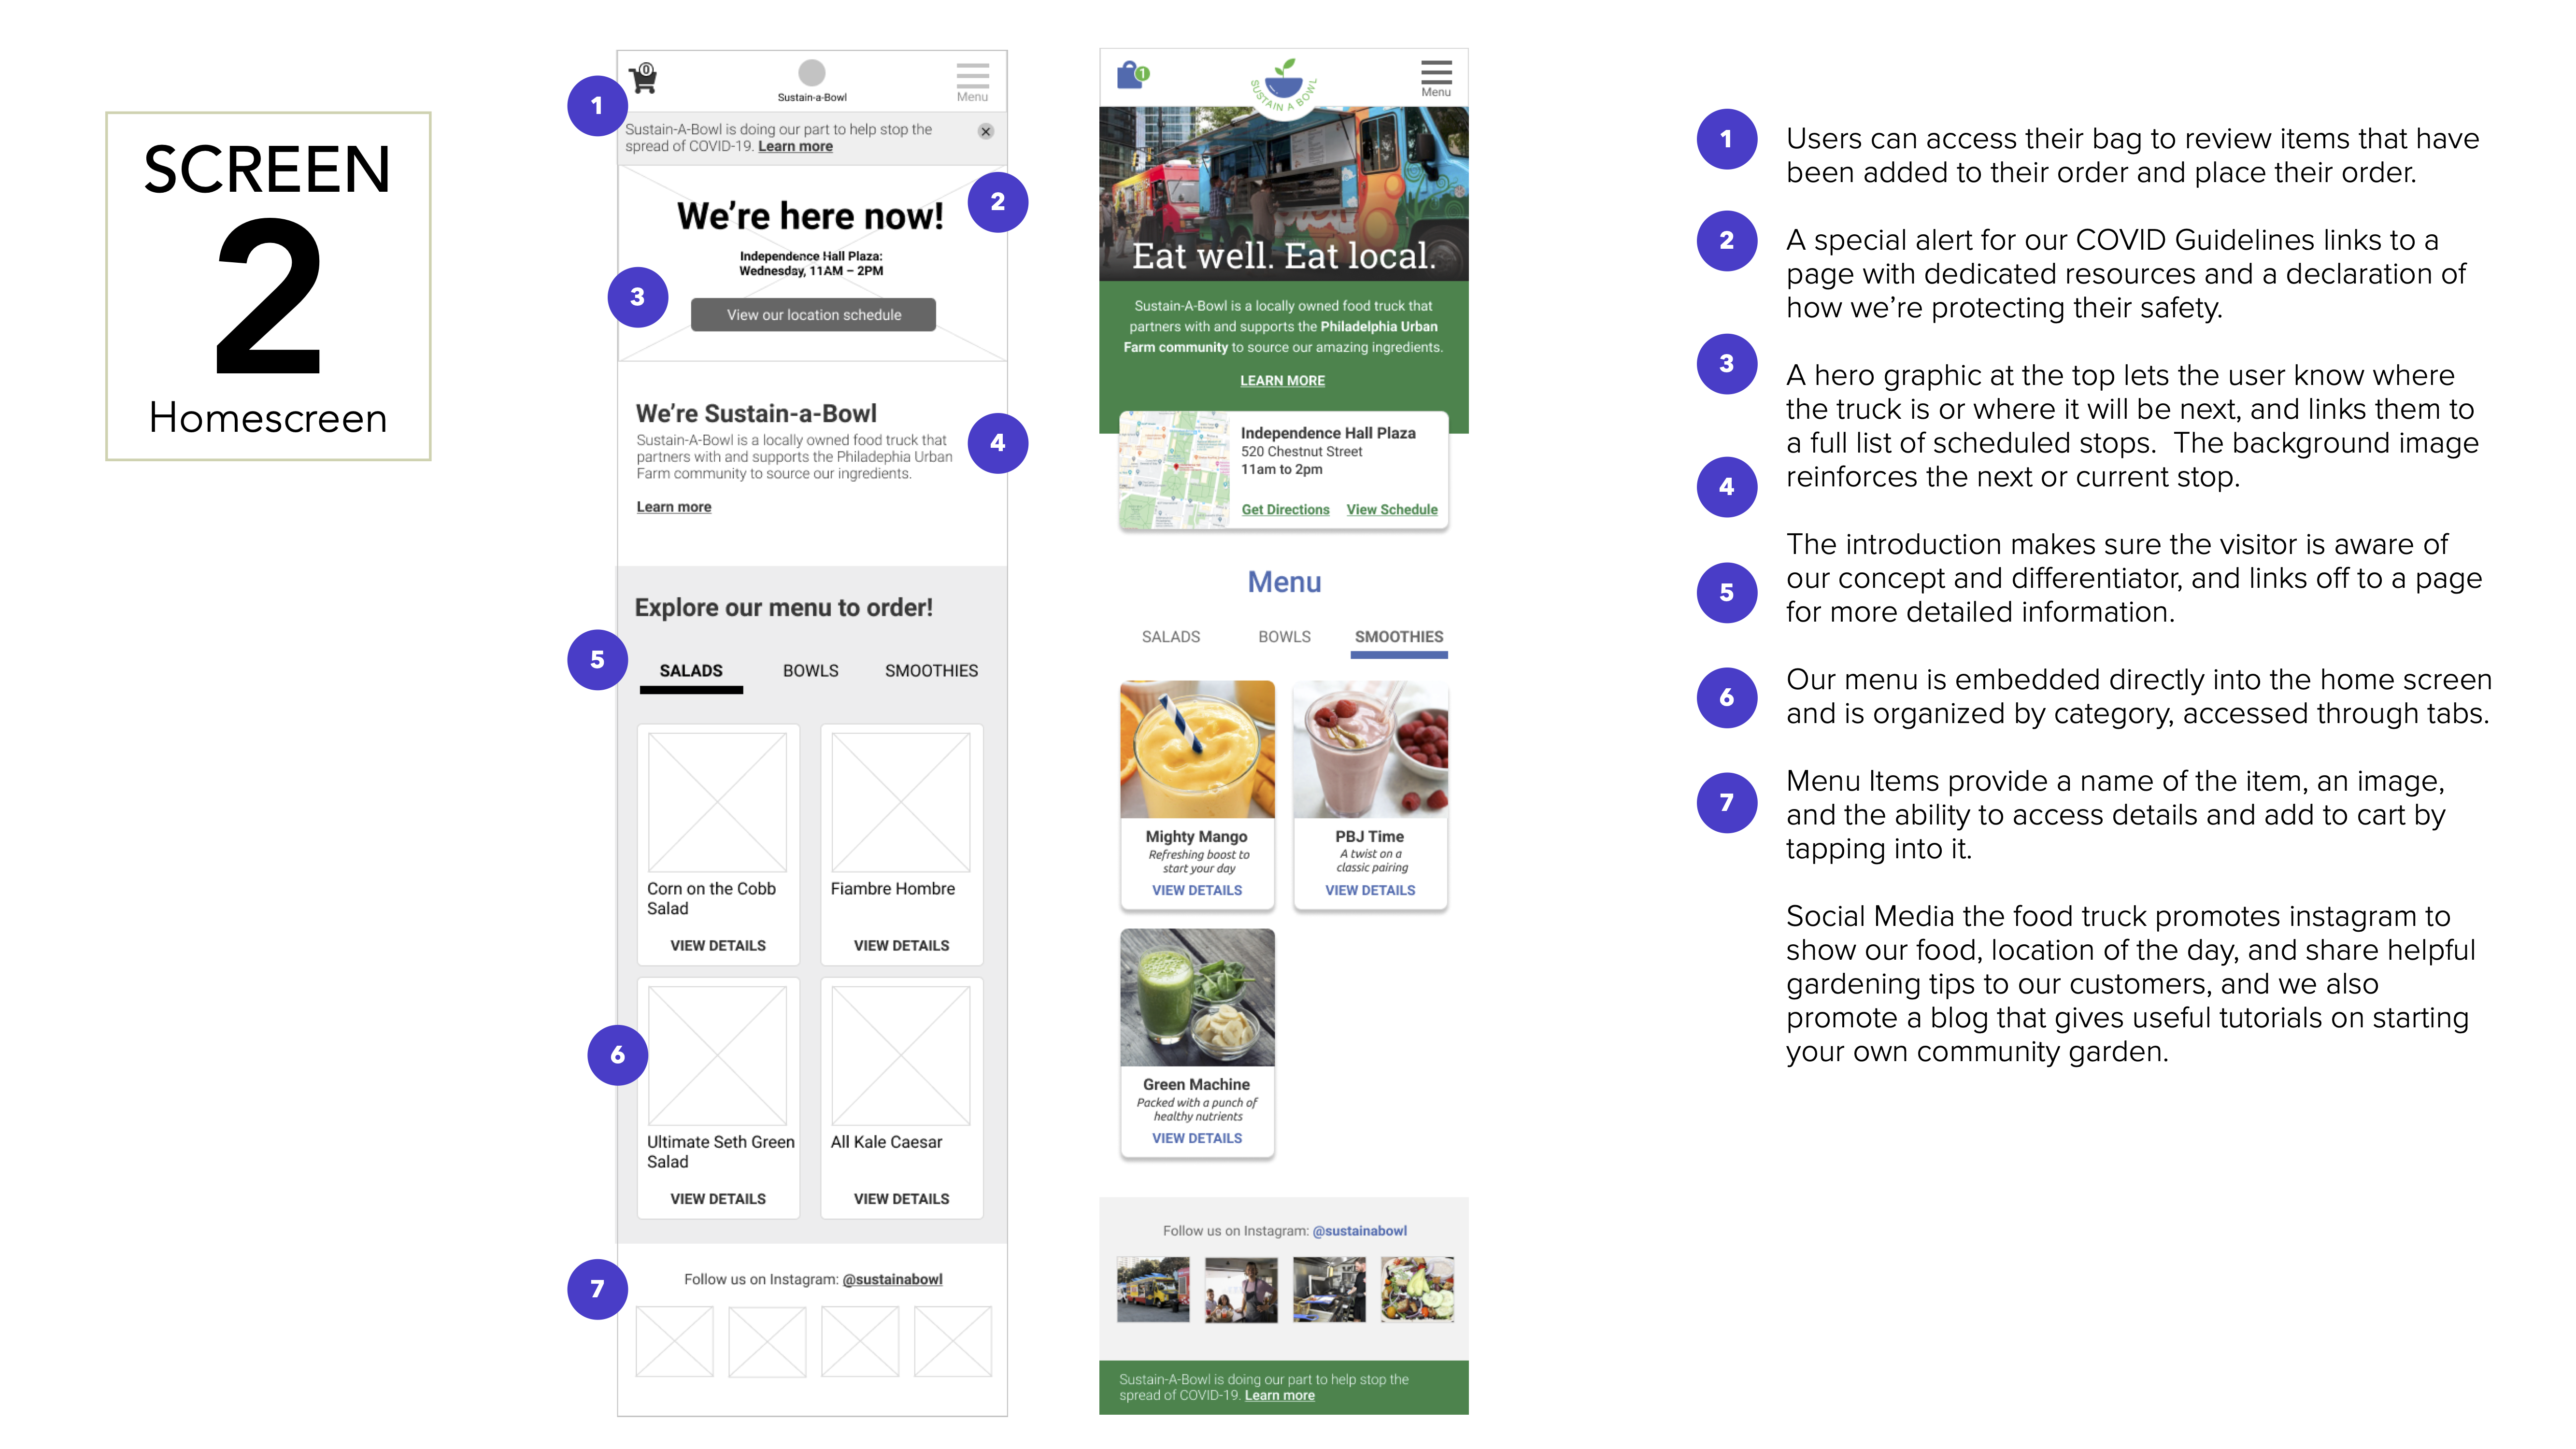 SCREEN
2
Homescreen
1
0
Sustain-a-Bowl
Menu
Sustain-A-Bowl is doing our part to help stop the
spread of COVID-19. Learn more
2
We're here now!
Independence Hall Plaza:
Wednesday, 11AM – 2PM
3
View our location schedule
We're Sustain-a-Bowl
4
Sustain-A-Bowl is a locally owned food truck that
partners with and supports the Philadephia Urban
Farm community to source our ingredients.
Learn more
Explore our menu to order!
5
SALADS BOWLS SMOOTHIES
Corn on the Cobb
Salad
VIEW DETAILS
Fiambre Hombre
VIEW DETAILS
6
Ultimate Seth Green
Salad
VIEW DETAILS
All Kale Caesar
VIEW DETAILS
7
Follow us on Instagram: @sustainabowl
1
SUSTAIN A BOWL
Menu
Eat well. Eat local.
Sustain-A-Bowl is a locally owned food truck that
partners with and supports the Philadelphia Urban
Farm community to source our amazing ingredients.
LEARN MORE
Independence Hall Plaza
520 Chestnut Street
11am to 2pm
Get Directions View Schedule
Menu
SALADS BOWLS SMOOTHIES
Mighty Mango
Refreshing boost to
start your day
VIEW DETAILS
PBJ Time
A twist on a
classic pairing
VIEW DETAILS
Green Machine
Packed with a punch of
healthy nutrients
VIEW DETAILS
Follow us on Instagram: @sustainabowl
Sustain-A-Bowl is doing our part to help stop the
spread of COVID-19. Learn more
1
Users can access their bag to review items that have
been added to their order and place their order.
2
A special alert for our COVID Guidelines links to a
page with dedicated resources and a declaration of
how we're protecting their safety.
3
A hero graphic at the top lets the user know where
the truck is or where it will be next, and links them to
a full list of scheduled stops.  The background image
reinforces the next or current stop.
4
The introduction makes sure the visitor is aware of
our concept and differentiator, and links off to a page
for more detailed information.
5
Our menu is embedded directly into the home screen
and is organized by category, accessed through tabs.
6
Menu Items provide a name of the item, an image,
and the ability to access details and add to cart by
tapping into it.
7
Social Media the food truck promotes instagram to
show our food, location of the day, and share helpful
gardening tips to our customers, and we also
promote a blog that gives useful tutorials on starting
your own community garden.